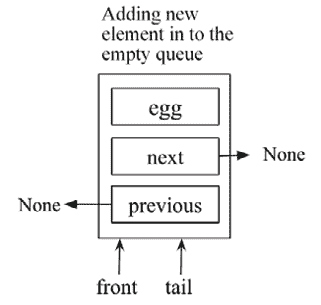 Adding new
element in to the
empty queue
egg
next
None
None
previous
front
tail